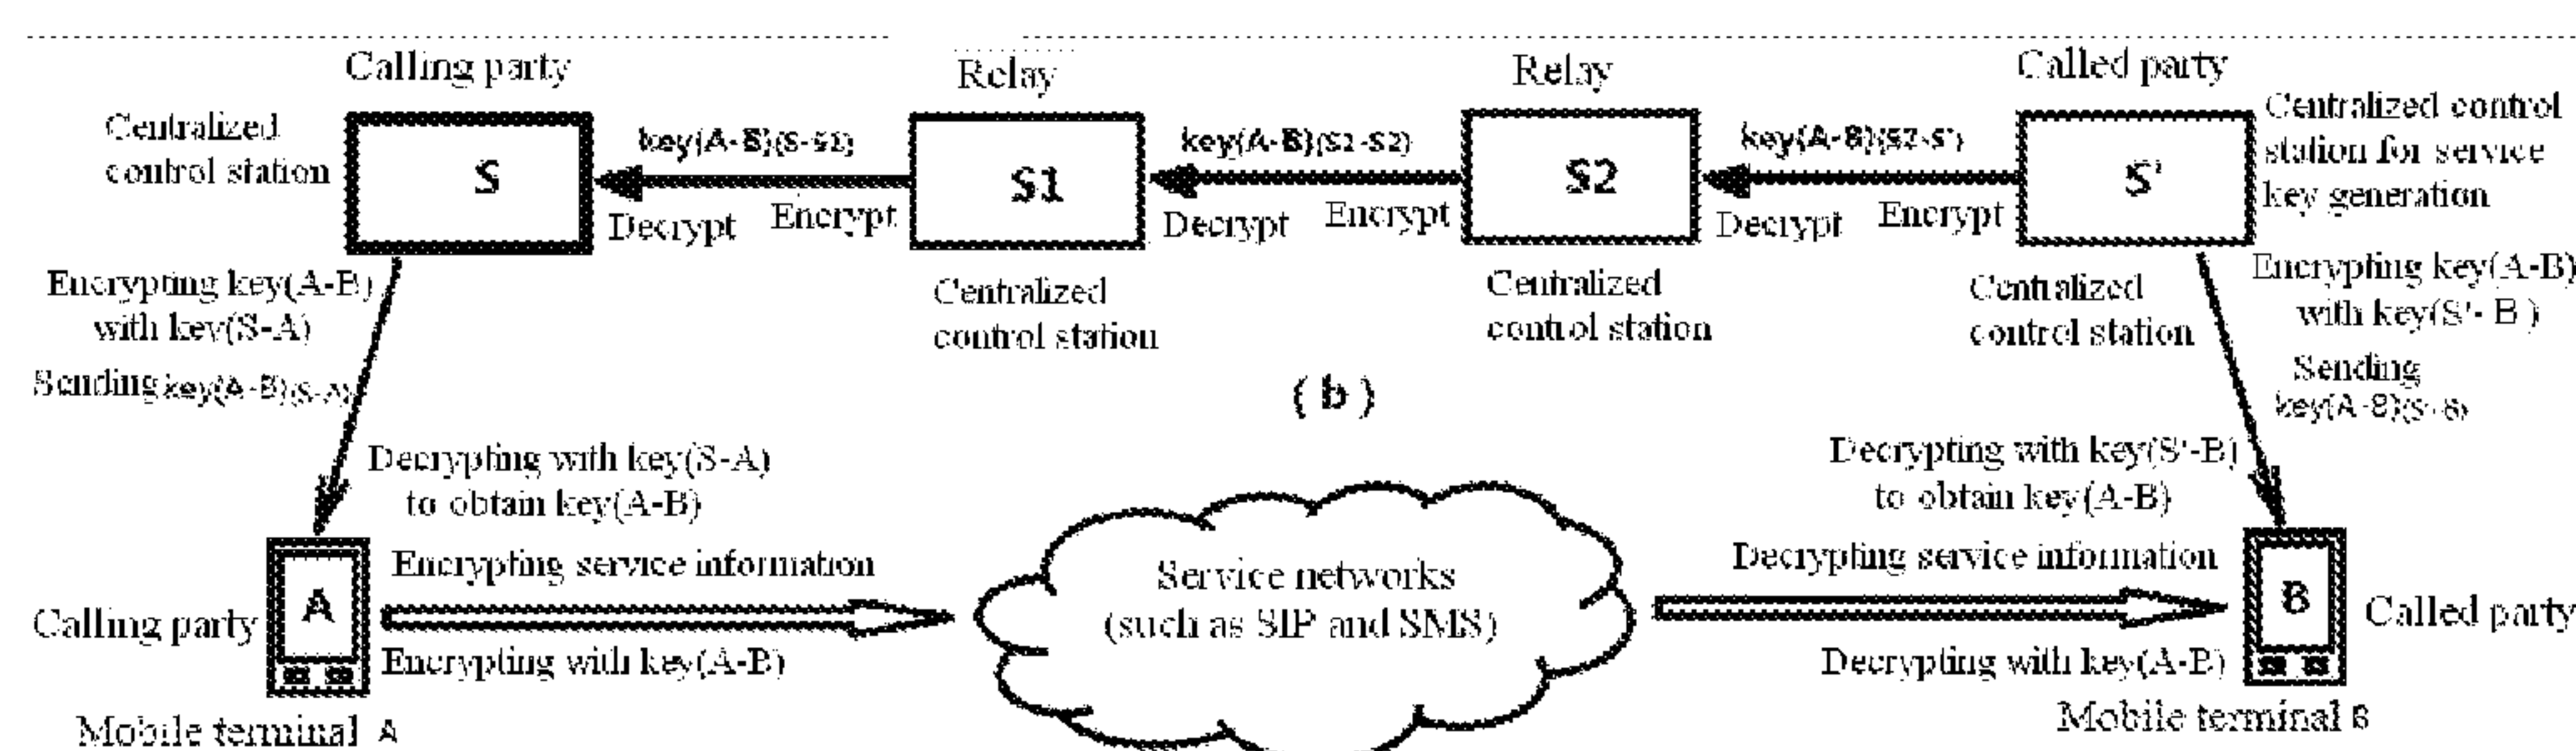 Calling party
Relay
Relay
Called party
Centralized
control station
S
key(A-B)(S-S1)
Decrypt
Encrypt
S1
Centralized
control station
key(A-B)(S1-S2)
Decrypt
Encrypt
S2
Centralized
control station
key(A-B)(S2-S')
Decrypt
Encrypt
S'
Centralized control
station for service
key generation
Centralized
control station
Encrypting key(A-B)
with key(S-A)
Sending key(A-B)(S-A)
Encrypting key(A-B)
with key(S'- B )
Sending
key(A-B)(S'-B)
( b )
Decrypting with key(S-A)
to obtain key(A-B)
Decrypting with key(S'-B)
to obtain key(A-B)
Calling party
A
Mobile terminal A
Encrypting service information
Encrypting with key(A-B)
Service networks
(such as SIP and SMS)
Decrypting service information
Decrypting with key(A-B)
B
Called party
Mobile terminal B